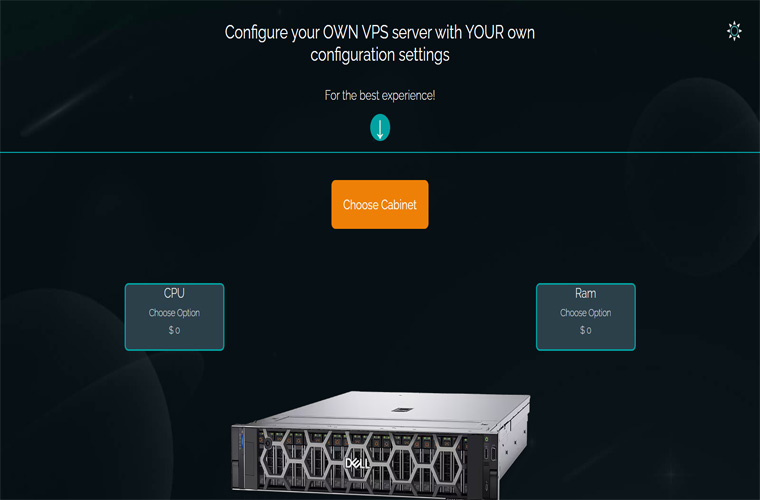 Configure your OWN VPS server with YOUR own
configuration settings
For the best experience!
Choose Cabinet
CPU
Choose Option
$ 0
Ram
Choose Option
$ 0
DELL